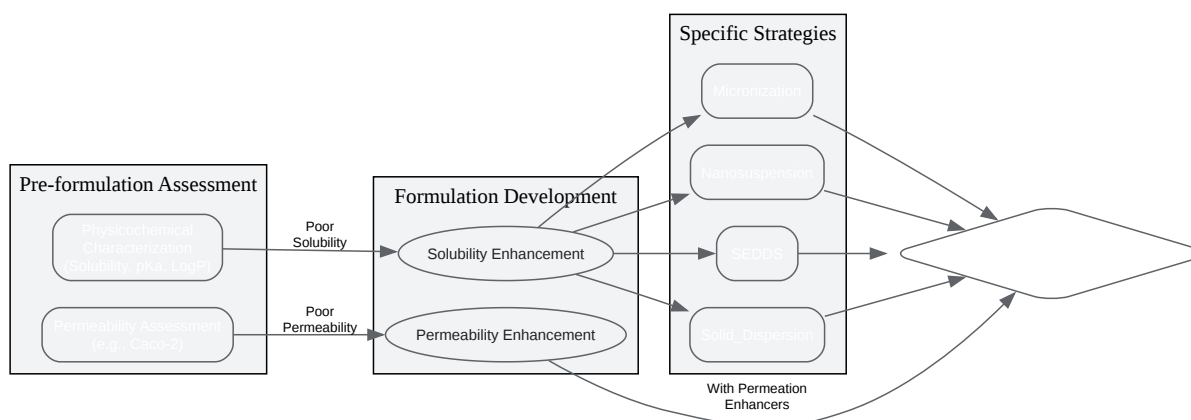 Specific Strategies
Micronization
Pre-formulation Assessment
Nanosuspension
Formulation Development
Physicochemical
Characterization
(Solubility, pKa, LogP)
Poor
Solubility
Solubility Enhancement
SEDDS
Permeability Assessment
(e.g., Caco-2)
Poor
Permeability
Permeability Enhancement
Solid_Dispersion
With Permeation
Enhancers